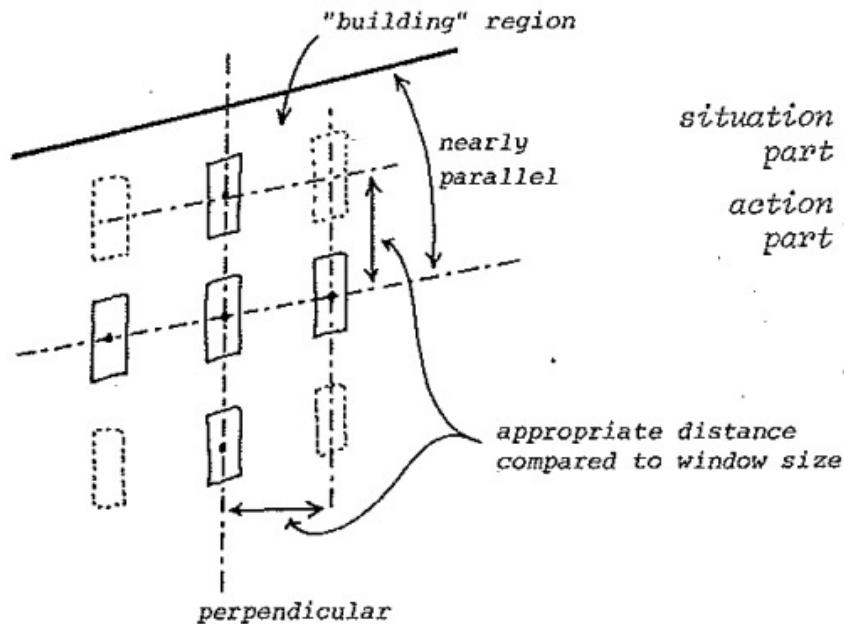 "building" region
nearly
parallel
situation
part
action
part
appropriate distance
compared to window size
perpendicular